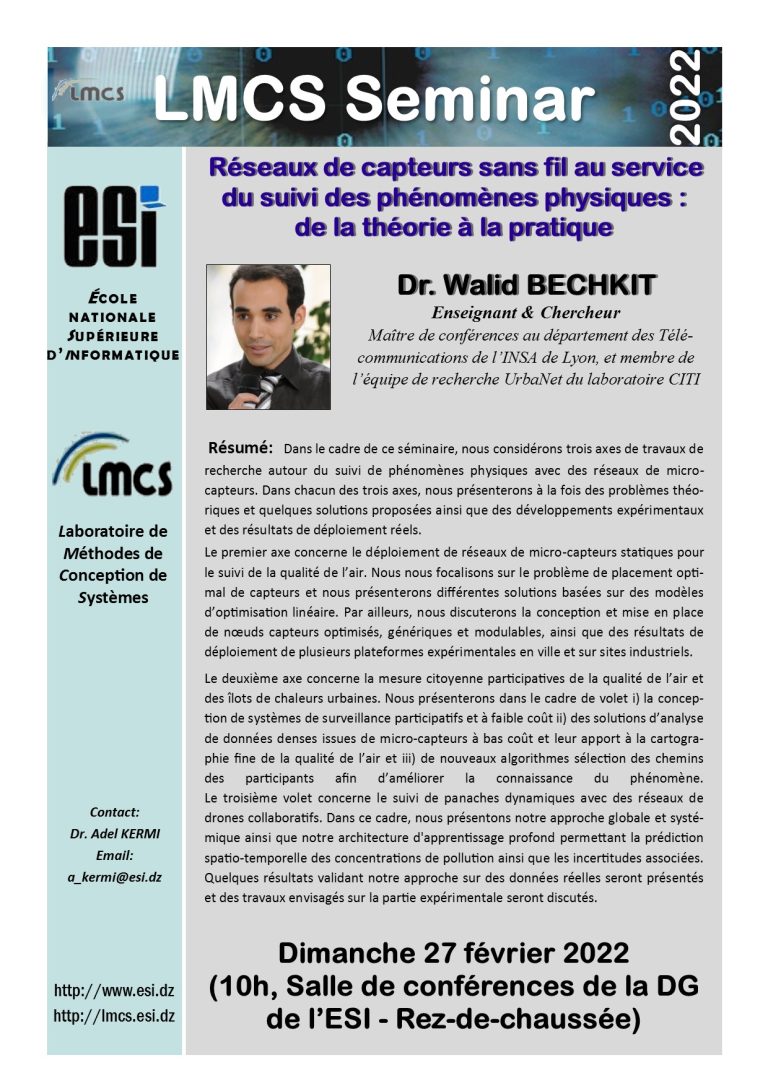 LMCS Seminar
2022
Lmcs
esi
École
nationale
Supérieure
d’Informatique
LMCS
Laboratoire de
Méthodes de
Conception de
Systèmes
Contact:
Dr. Adel KERMI
Email:
a_kermi@esi.dz
http://www.esi.dz
http://lmcs.esi.dz
Réseaux de capteurs sans fil au service
du suivi des phénomènes physiques :
de la théorie à la pratique
Dr. Walid BECHKIT
Enseignant & Chercheur
Maître de conférences au département des Télé-
communications de l’INSA de Lyon, et membre de
l’équipe de recherche UrbaNet du laboratoire CITI
Résumé: Dans le cadre de ce séminaire, nous considérons trois axes de travaux de
recherche autour du suivi de phénomènes physiques avec des réseaux de micro-
capteurs. Dans chacun des trois axes, nous présenterons à la fois des problèmes théo-
riques et quelques solutions proposées ainsi que des développements expérimentaux
et des résultats de déploiement réels.
Le premier axe concerne le déploiement de réseaux de micro-capteurs statiques pour
le suivi de la qualité de l’air. Nous nous focalisons sur le problème de placement opti-
mal de capteurs et nous présenterons différentes solutions basées sur des modèles
d’optimisation linéaire. Par ailleurs, nous discuterons la conception et mise en place
de nœuds capteurs optimisés, génériques et modulables, ainsi que des résultats de
déploiement de plusieurs plateformes expérimentales en ville et sur sites industriels.
Le deuxième axe concerne la mesure citoyenne participatives de la qualité de l’air et
des îlots de chaleurs urbaines. Nous présenterons dans le cadre de volet i) la concep-
tion de systèmes de surveillance participatifs et à faible coût ii) des solutions d’analyse
de données denses issues de micro-capteurs à bas coût et leur apport à la cartogra-
phie fine de la qualité de l’air et iii) de nouveaux algorithmes sélection des chemins
des participants afin d’améliorer la connaissance du phénomène.
Le troisième volet concerne le suivi de panaches dynamiques avec des réseaux de
drones collaboratifs. Dans ce cadre, nous présentons notre approche globale et systé-
mique ainsi que notre architecture d'apprentissage profond permettant la prédiction
spatio-temporelle des concentrations de pollution ainsi que les incertitudes associées.
Quelques résultats validant notre approche sur des données réelles seront présentés
et des travaux envisagés sur la partie expérimentale seront discutés.
Dimanche 27 février 2022
(10h, Salle de conférences de la DG
de l’ESI - Rez-de-chaussée)